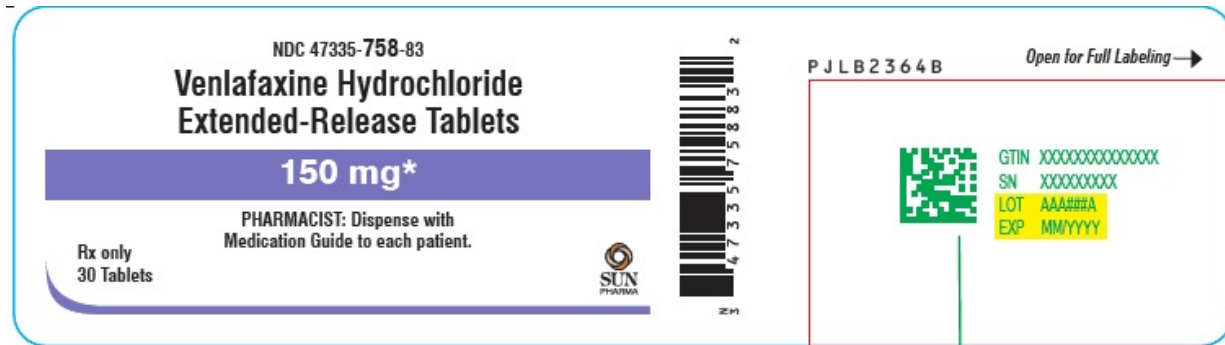 NDC 47335-758-83
Venlafaxine Hydrochloride
Extended-Release Tablets
150 mg*
PHARMACIST: Dispense with
Medication Guide to each patient.
Rx only
30 Tablets
SUN
PHARMA
N3
47335758832
PJLB2364B
Open for Full Labeling
GTIN XXXXXXXXXXXXXX
SN XXXXXXXXX
LOT AAA###A
EXP MM/YYYY